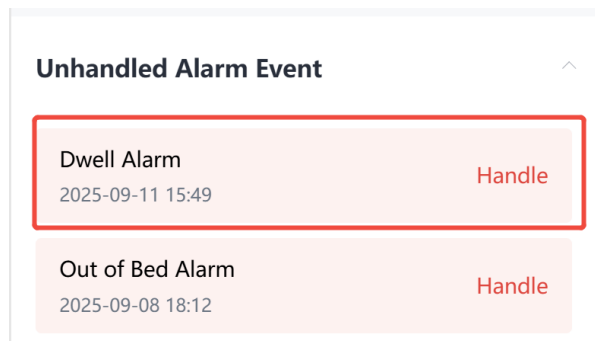 Unhandled Alarm Event
Dwell Alarm
2025-09-11 15:49
Handle
Out of Bed Alarm
2025-09-08 18:12
Handle